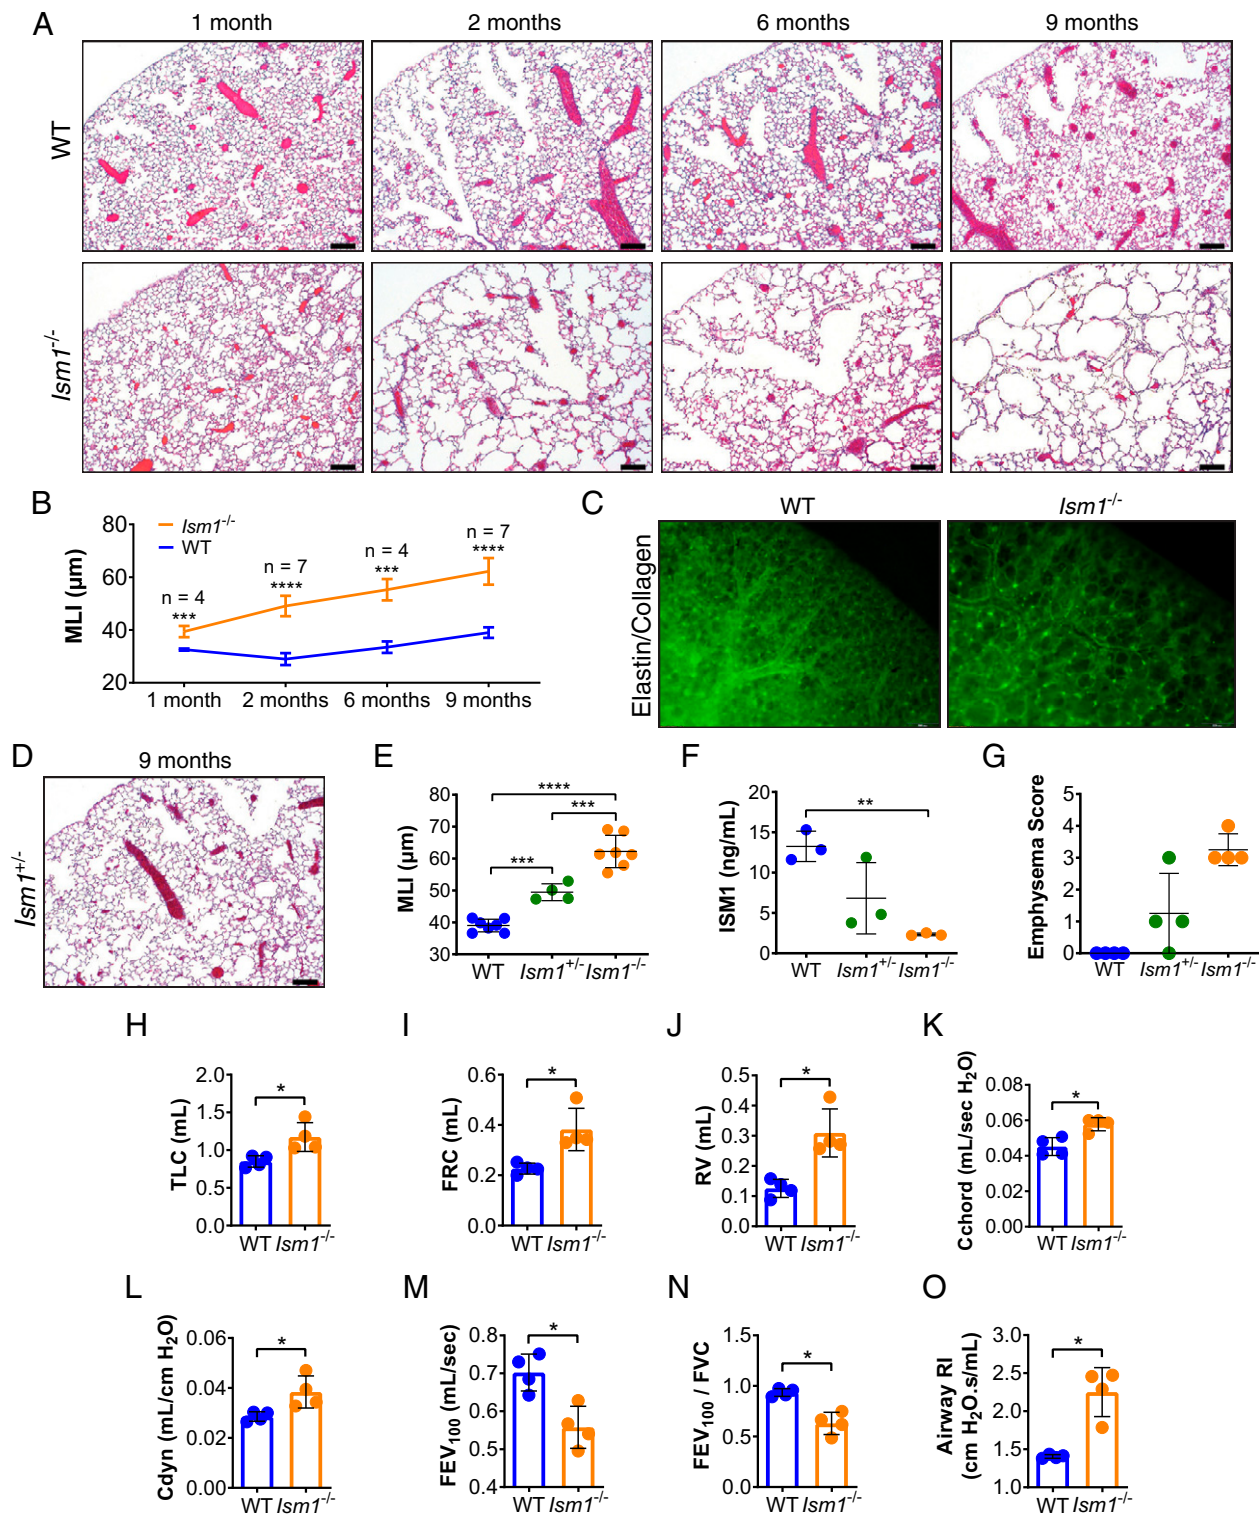 A
1 month
2 months
6 months
9 months
WT
Ism1-/-
B
MLI (µm)
80
60
40
20
Ism1-/-
WT
n = 4
***
n = 7
****
n = 4
***
n = 7
****
1 month
2 months
6 months
9 months
C
WT
Ism1-/-
Elastin/Collagen
D
9 months
Ism1+/-
E
MLI (µm)
80
70
60
50
40
30
****
***
***
WT
Ism1+/-
Ism1-/-
F
ISM1 (ng/mL)
20
15
10
5
0
**
WT
Ism1+/-
Ism1-/-
G
Emphysema Score
5
4
3
2
1
0
WT
Ism1+/-
Ism1-/-
H
TLC (mL)
2.0
1.5
1.0
0.5
0.0
*
WT Ism1-/-
I
FRC (mL)
0.6
0.4
0.2
0.0
*
WT Ism1-/-
J
RV (mL)
0.5
0.4
0.3
0.2
0.1
0.0
*
WT Ism1-/-
K
Cchord (mL/sec H2O)
0.08
0.06
0.04
0.02
0.00
*
WT Ism1-/-
L
Cdyn (mL/cm H2O)
0.06
0.04
0.02
0.00
*
WT Ism1-/-
M
FEV100 (mL/sec)
0.8
0.7
0.6
0.5
0.4
*
WT Ism1-/-
N
FEV100 / FVC
1.5
1.0
0.5
0.0
*
WT Ism1-/-
O
Airway RI
(cm H2O.s/mL)
3.0
2.5
2.0
1.5
1.0
*
WT Ism1-/-